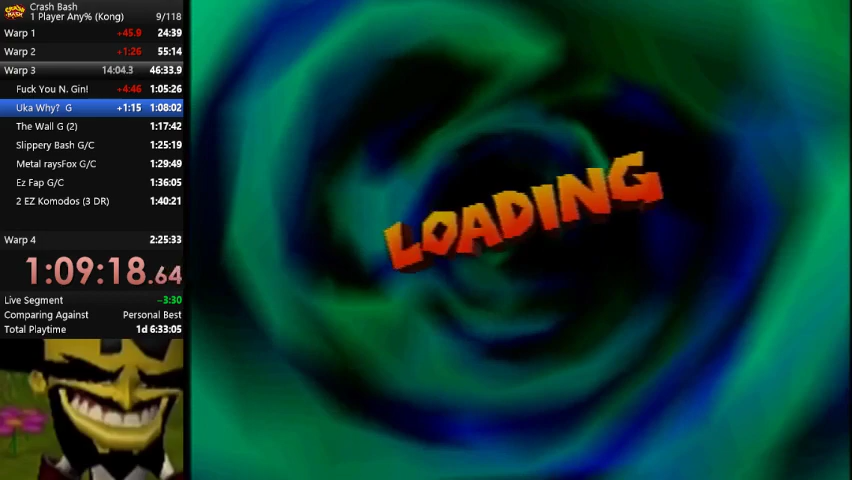 Crash Bash
1 Player Any% (Kong) 9/118
Warp 1 +45.9 24:39
Warp 2 +1:26 55:14
Warp 3 14:04.3 46:33.9
Fuck You N. Gin! +4:46 1:05:26
Uka Why? G +1:15 1:08:02
The Wall G (2) 1:17:42
Slippery Bash G/C 1:25:19
Metal raysFox G/C 1:29:49
Ez Fap G/C 1:36:05
2 EZ Komodos (3 DR) 1:40:21
Warp 4 2:25:33
1:09:18.64
Live Segment −3:30
Comparing Against Personal Best
Total Playtime 1d 6:33:05
LOADING